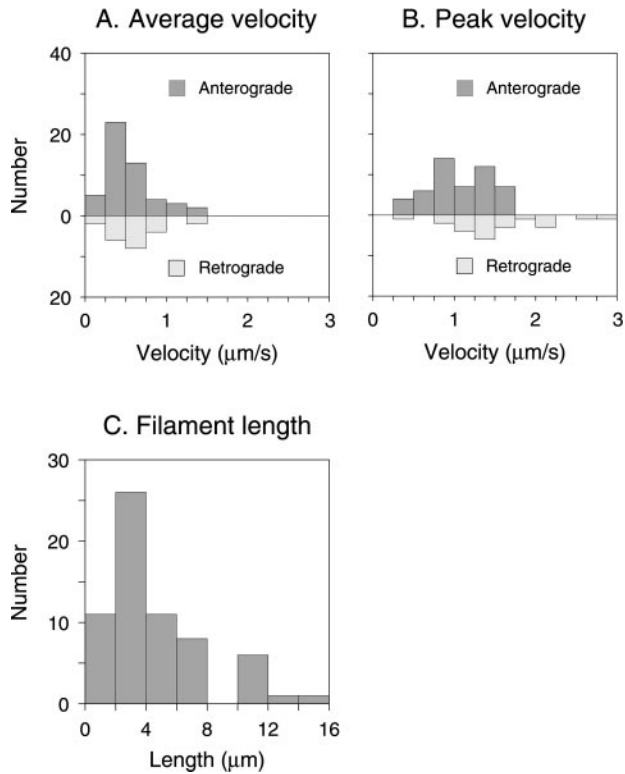 A. Average velocity
40
20
0
20
Number
Anterograde
Retrograde
0 1 2 3
Velocity (μm/s)
B. Peak velocity
Anterograde
Retrograde
0 1 2 3
Velocity (μm/s)
C. Filament length
30
20
10
0
Number
0 4 8 12 16
Length (μm)